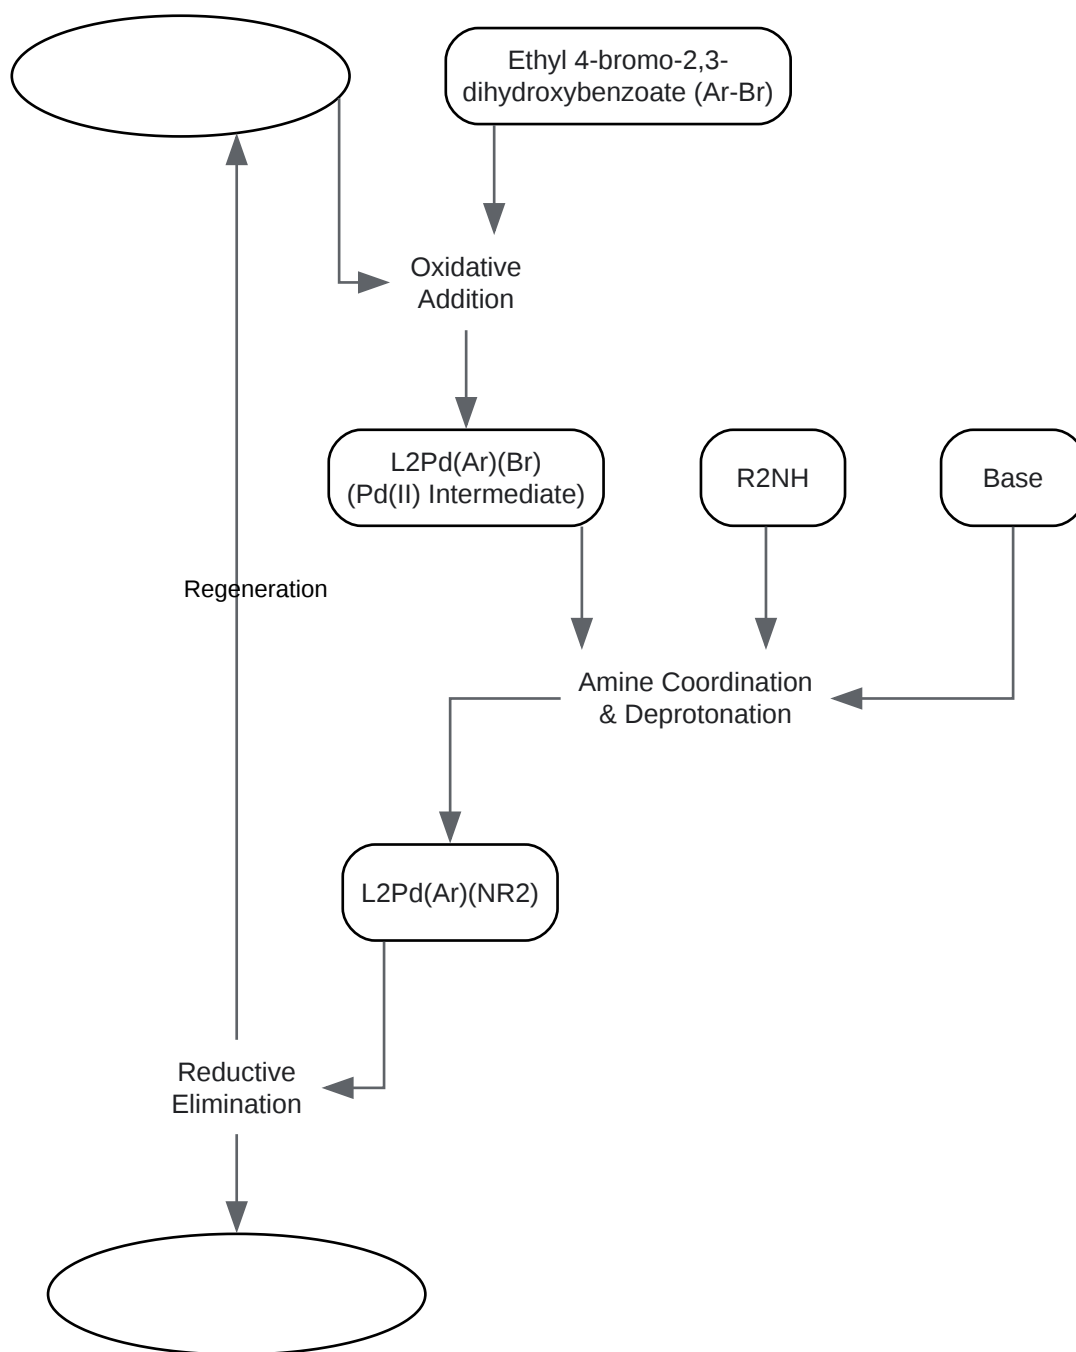 Ethyl 4-bromo-2,3-
dihydroxybenzoate (Ar-Br)
Oxidative
Addition
L2Pd(Ar)(Br)
(Pd(II) Intermediate)
R2NH
Base
Regeneration
Amine Coordination
& Deprotonation
L2Pd(Ar)(NR2)
Reductive
Elimination